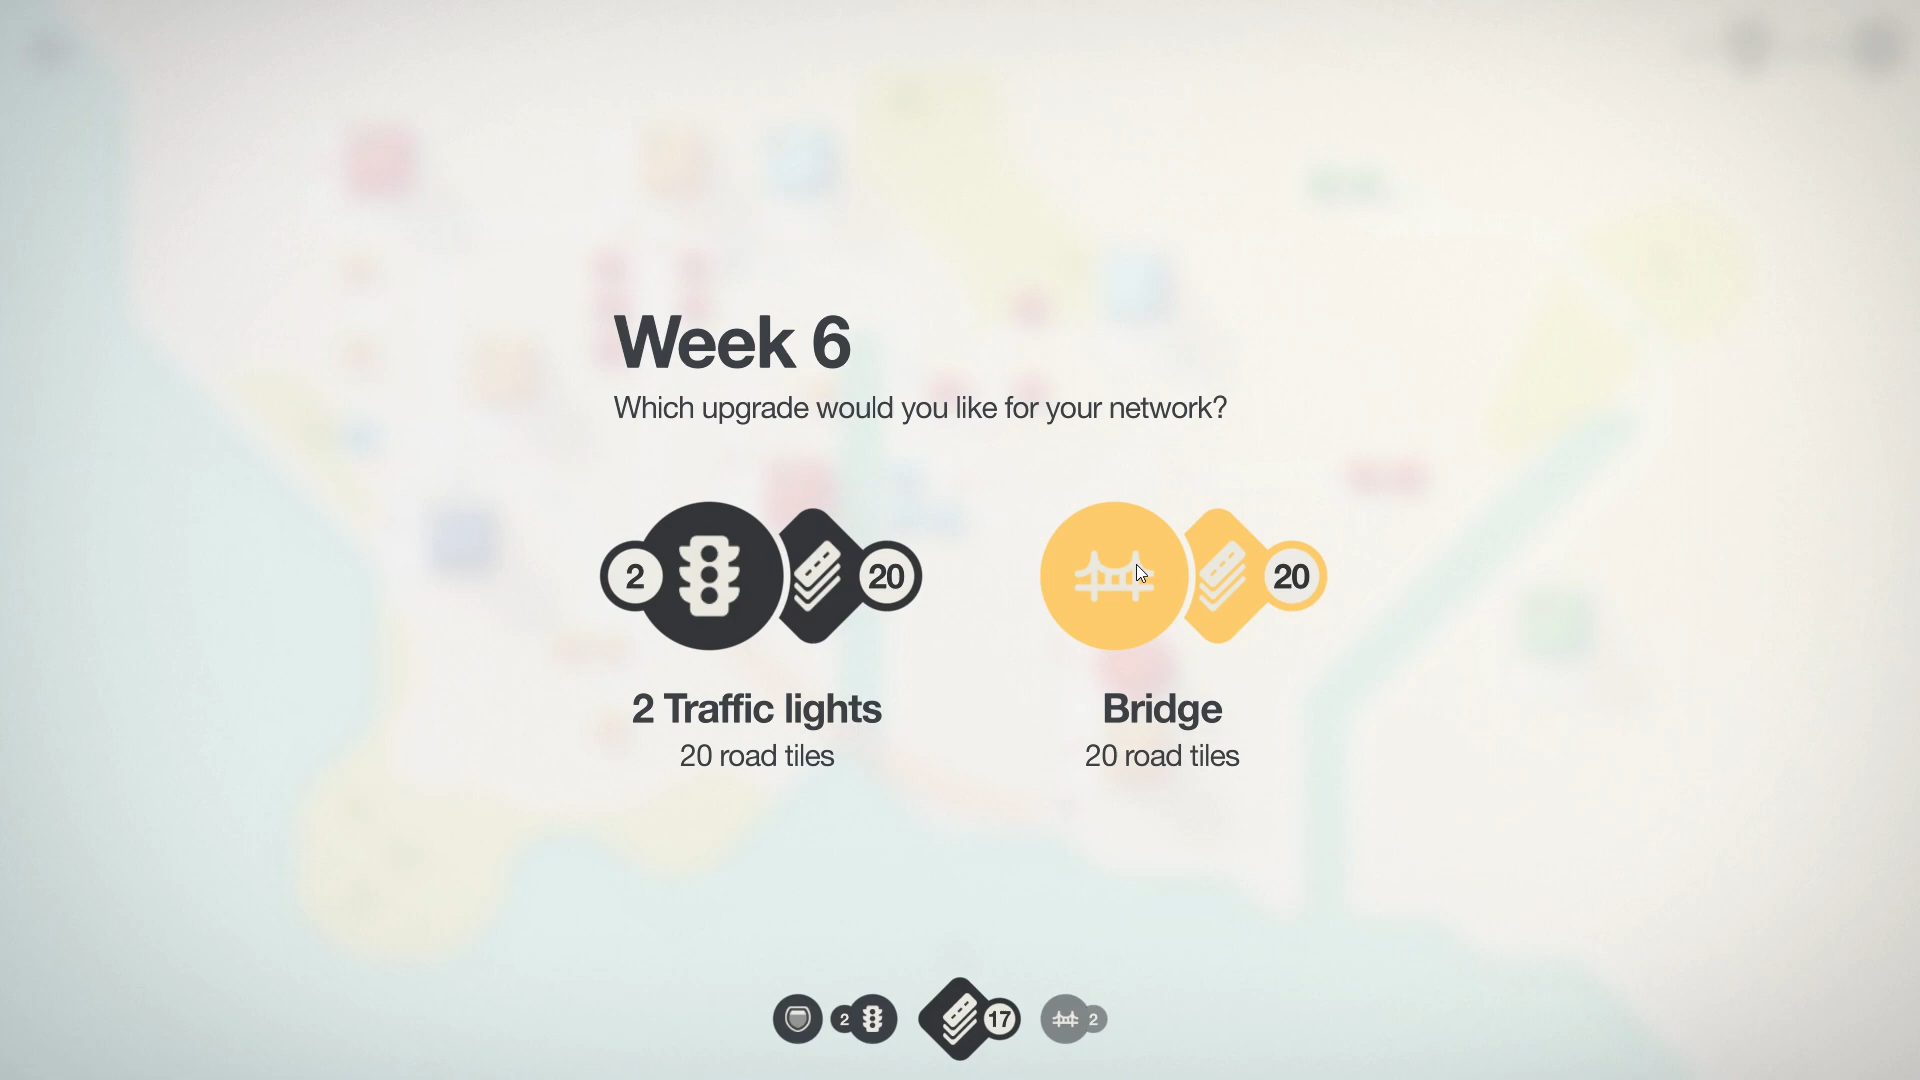 Week 6
Which upgrade would you like for your network?
2 20
20
2 Traffic lights
20 road tiles
Bridge
20 road tiles
2 17 2